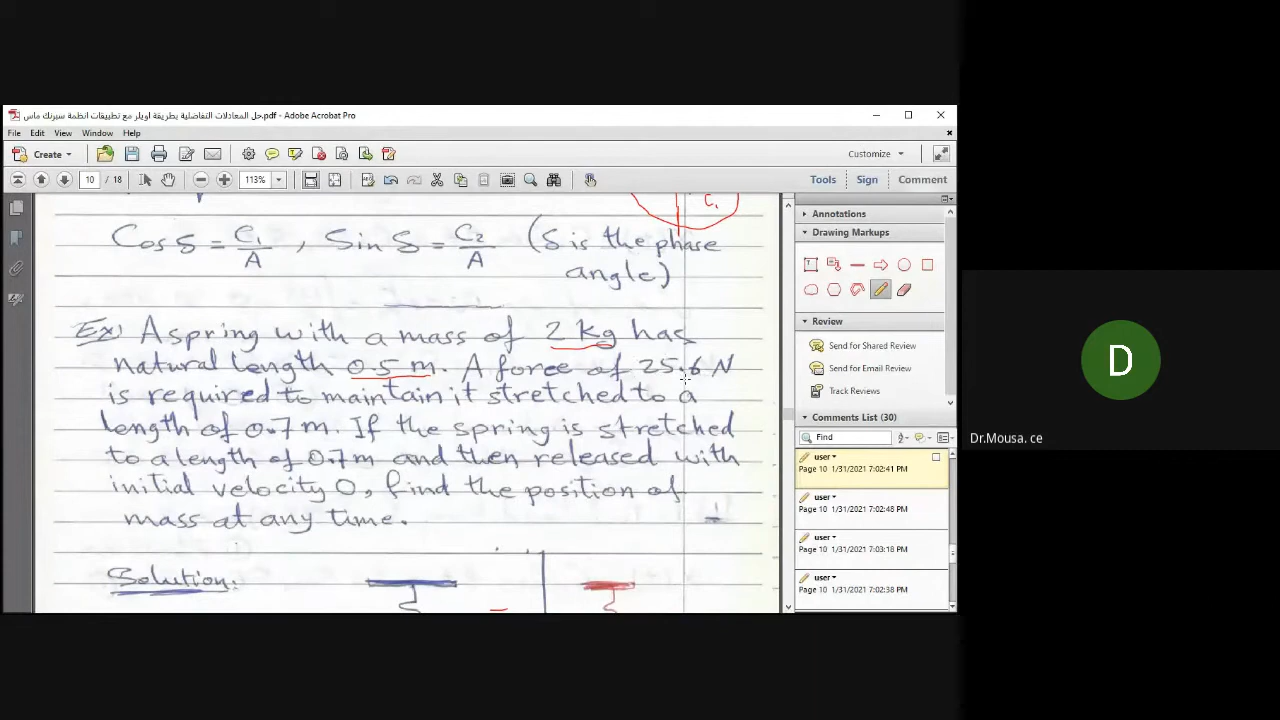 حل المعادلات التفاضلية بطريقة اويلر مع تطبيقات انظمة سبرنك ماس.pdf - Adobe Acrobat Pro
File Edit View Window Help
Create Customize
10 / 18 113% Tools Sign Comment
C₁
Cos δ = C₁/A , Sin δ = C₂/A (δ is the phase
angle)
Ex: A spring with a mass of 2 kg has
natural length 0.5 m. A force of 25.6 N
is required to maintain it stretched to a
length of 0.7 m. If the spring is stretched
to a length of 0.7 m and then released with
initial velocity 0, find the position of
mass at any time.
Solution:
Annotations
Drawing Markups
T
Review
Send for Shared Review
Send for Email Review
Track Reviews
Comments List (30)
Find
user
Page 10 1/31/2021 7:02:41 PM
user
Page 10 1/31/2021 7:02:48 PM
user
Page 10 1/31/2021 7:03:18 PM
user
Page 10 1/31/2021 7:02:38 PM
D
Dr.Mousa. ce